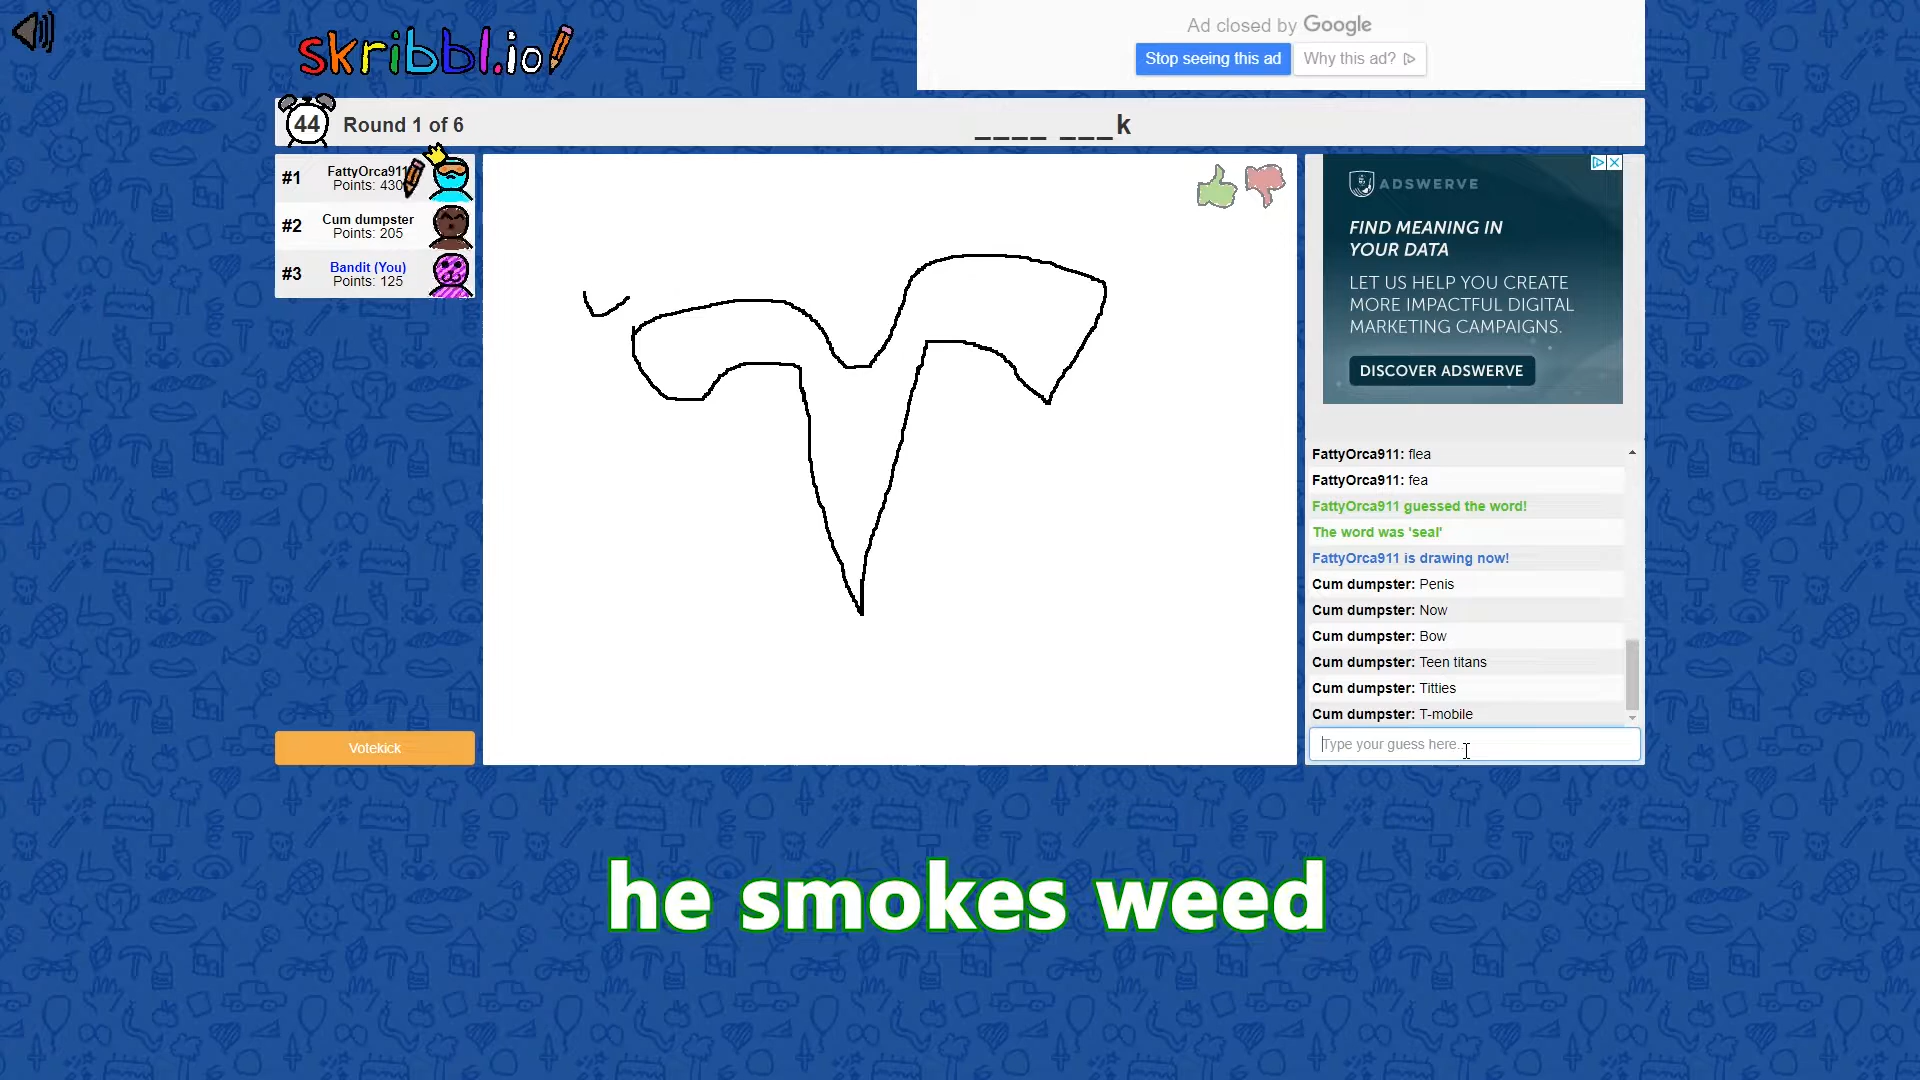 skribbl.io
Ad closed by Google
Stop seeing this ad
Why this ad?
44
Round 1 of 6
____ ___k
#1
FattyOrca911
Points: 430
#2
Cum dumpster
Points: 205
#3
Bandit (You)
Points: 125
Votekick
ADSWERVE
FIND MEANING IN
YOUR DATA
LET US HELP YOU CREATE
MORE IMPACTFUL DIGITAL
MARKETING CAMPAIGNS.
DISCOVER ADSWERVE
FattyOrca911: flea
FattyOrca911: fea
FattyOrca911 guessed the word!
The word was 'seal'
FattyOrca911 is drawing now!
Cum dumpster: Penis
Cum dumpster: Now
Cum dumpster: Bow
Cum dumpster: Teen titans
Cum dumpster: Titties
Cum dumpster: T-mobile
Type your guess here...
he smokes weed